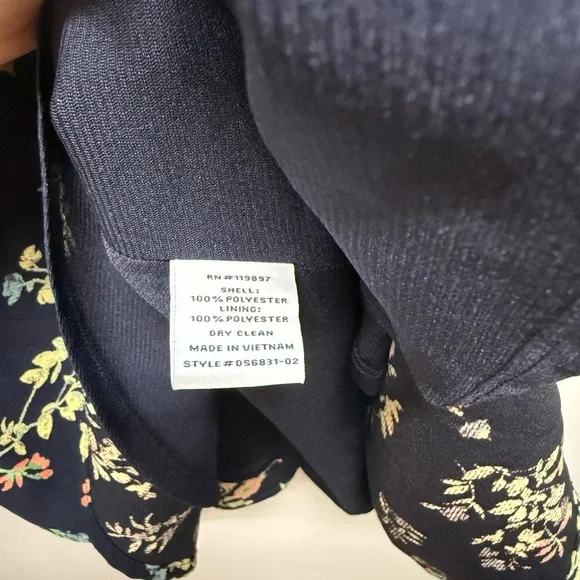 RN#119897
SHELL:
100% POLYESTER
LINING:
100% POLYESTER
DRY CLEAN
MADE IN VIETNAM
STYLE#DS6831-02